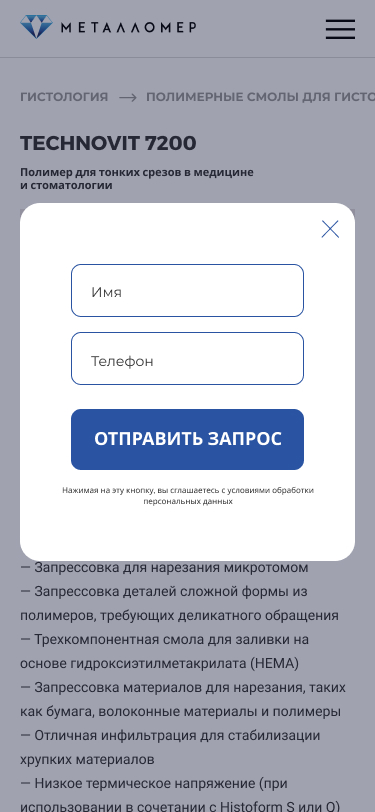 МЕТАЛЛОМЕР
ГИСТОЛОГИЯ → ПОЛИМЕРНЫЕ СМОЛЫ ДЛЯ ГИСТО
TECHNOVIT 7200
Полимер для тонких срезов в медицине
и стоматологии
Имя
Телефон
ОТПРАВИТЬ ЗАПРОС
Нажимая на эту кнопку, вы соглашаетесь с условиями обработки
персональных данных
— Запрессовка для нарезания микротомом
— Запрессовка деталей сложной формы из
полимеров, требующих деликатного обращения
— Трехкомпонентная смола для заливки на
основе гидроксиэтилметакрилата (HEMA)
— Запрессовка материалов для нарезания, таких
как бумага, волоконные материалы и полимеры
— Отличная инфильтрация для стабилизации
хрупких материалов
— Низкое термическое напряжение (при
использовании в сочетании с Histoform S или Q)